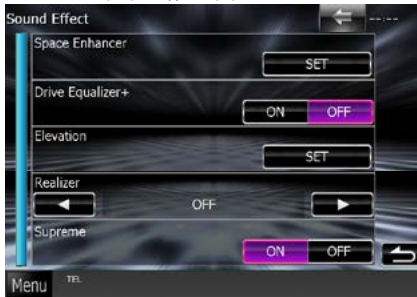 Sound Effect --:--
Space Enhancer
SET
Drive Equalizer+
ON OFF
Elevation
SET
Realizer
OFF
Supreme
ON OFF
Menu TEL